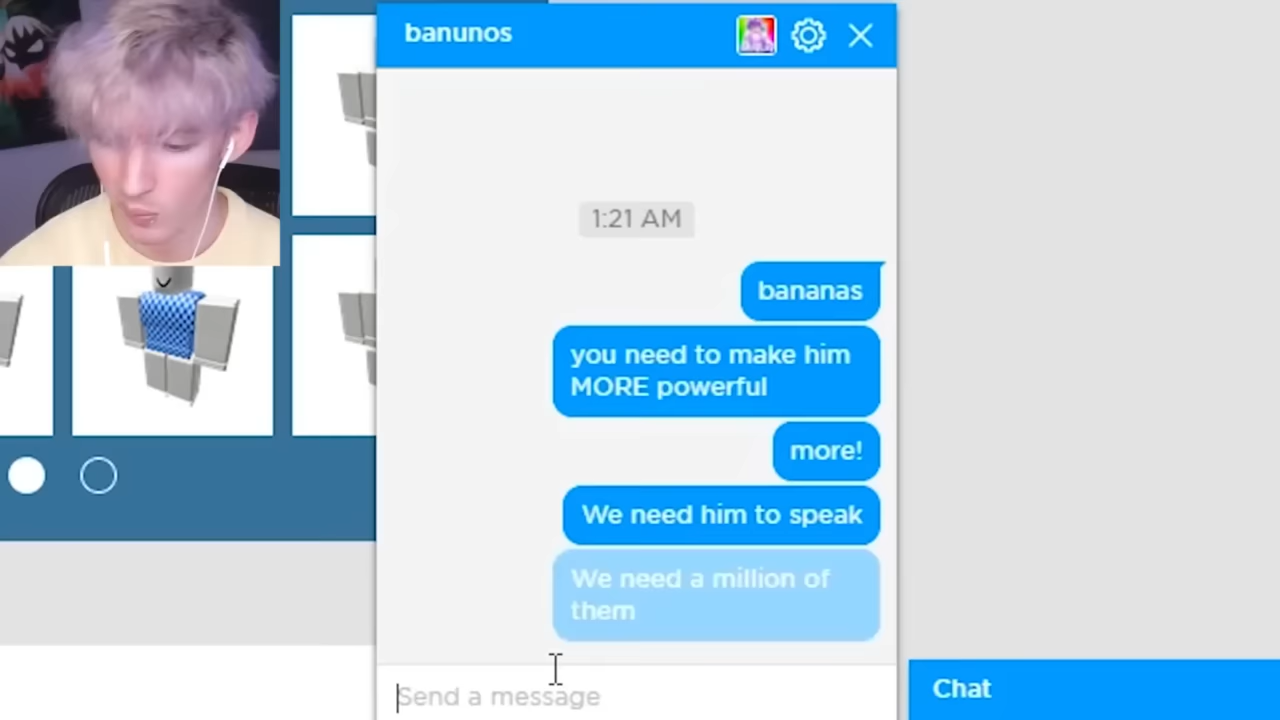 banunos
1:21 AM
bananas
you need to make him
MORE powerful
more!
We need him to speak
We need a million of
them
Send a message
Chat